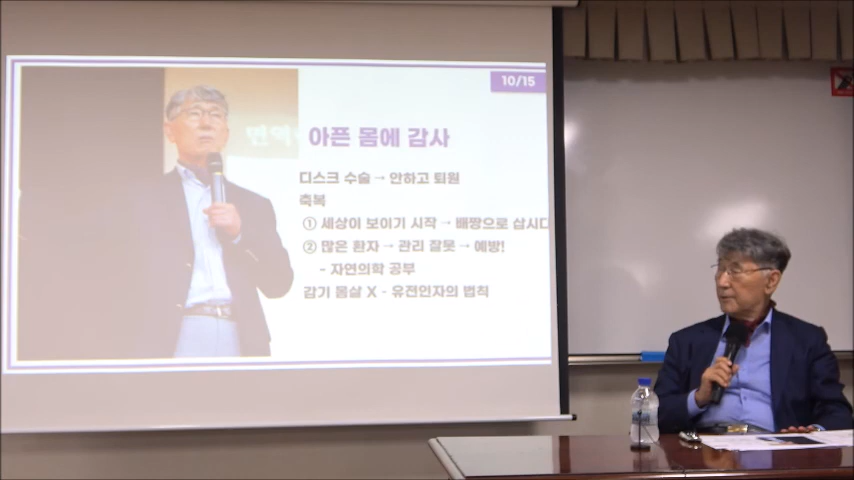 10/15
면역
아픈 몸에 감사
디스크 수술 → 안하고 퇴원
축복
① 세상이 보이기 시작 → 배짱으로 삽시다
② 많은 환자 → 관리 잘못 → 예방!
- 자연의학 공부
감기 몸살 X - 유전인자의 법칙